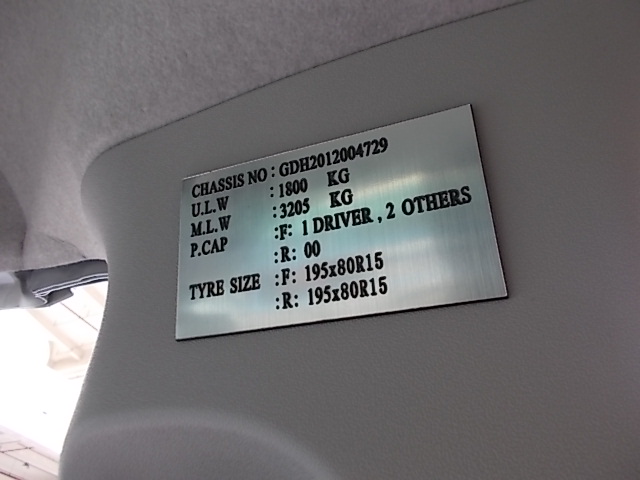 CHASSIS NO : GDH2012004729
U.L.W : 1800 KG
M.L.W : 3205 KG
P.CAP :F: 1 DRIVER , 2 OTHERS
:R: 00
TYRE SIZE :F: 195x80R15
:R: 195x80R15